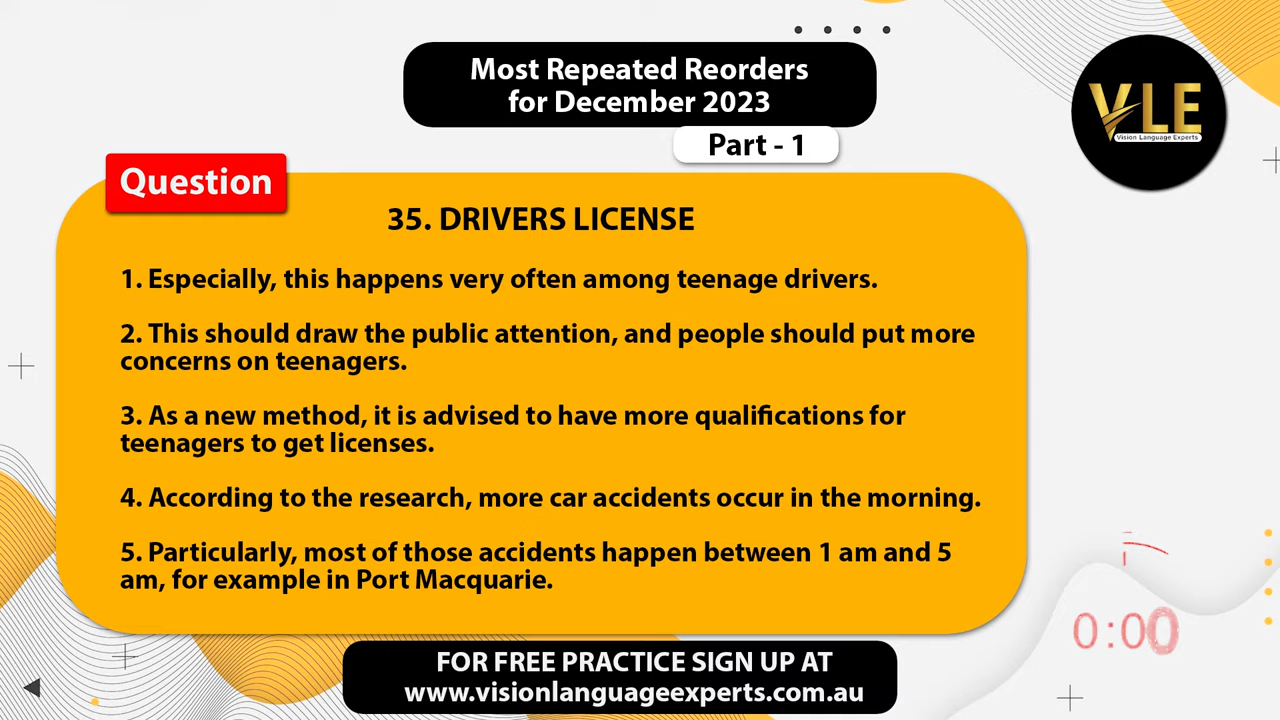 Most Repeated Reorders
for December 2023
Part - 1
VLE
Vision Language Experts
Question
35. DRIVERS LICENSE
1. Especially, this happens very often among teenage drivers.
2. This should draw the public attention, and people should put more
concerns on teenagers.
3. As a new method, it is advised to have more qualifications for
teenagers to get licenses.
4. According to the research, more car accidents occur in the morning.
5. Particularly, most of those accidents happen between 1 am and 5
am, for example in Port Macquarie.
0:00
FOR FREE PRACTICE SIGN UP AT
www.visionlanguageexperts.com.au